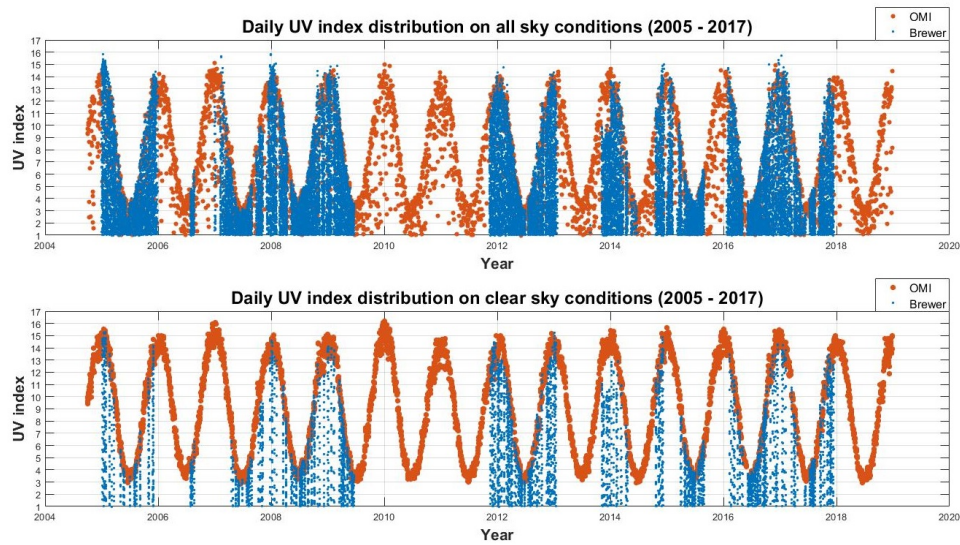 Daily UV index distribution on all sky conditions (2005 - 2017)
OMI
Brewer
UV index
17
16
15
14
13
12
11
10
9
8
7
6
5
4
3
2
1
2004 2006 2008 2010 2012 2014 2016 2018 2020
Year
Daily UV index distribution on clear sky conditions (2005 - 2017)
OMI
Brewer
UV index
17
16
15
14
13
12
11
10
9
8
7
6
5
4
3
2
1
2004 2006 2008 2010 2012 2014 2016 2018 2020
Year